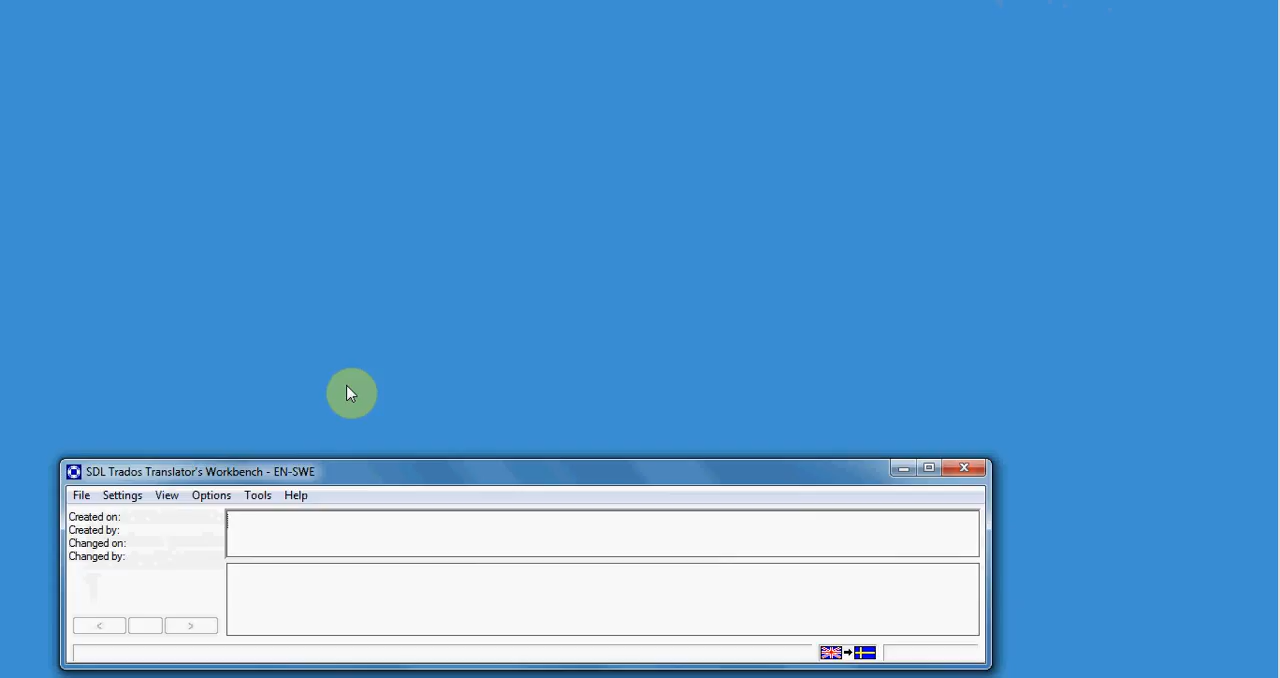 SDL Trados Translator's Workbench - EN-SWE
File Settings View Options Tools Help
Created on:
Created by:
Changed on:
Changed by:
< >